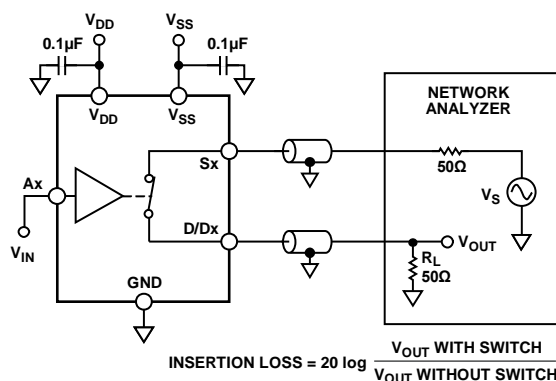 VDD
VSS
0.1µF
0.1µF
VDD
VSS
NETWORK
ANALYZER
Sx
50Ω
VS
Ax
VIN
D/Dx
VOUT
RL
50Ω
GND
INSERTION LOSS = 20 log VOUT WITH SWITCH
VOUT WITHOUT SWITCH